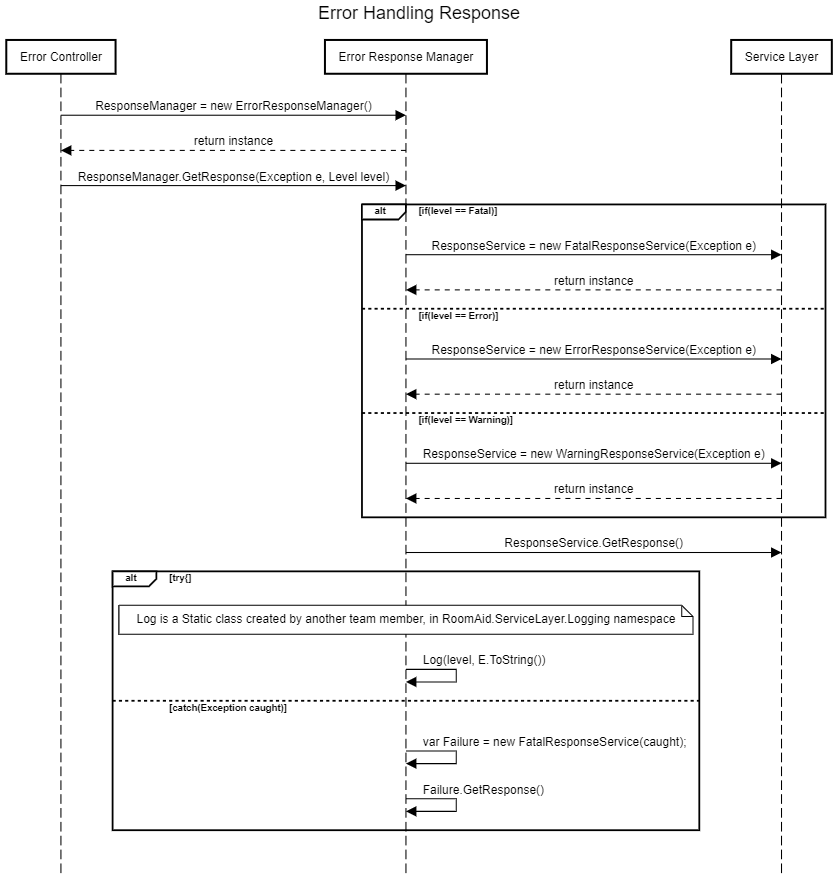 Error Handling Response
Error Controller
Error Response Manager
Service Layer
ResponseManager = new ErrorResponseManager()
return instance
ResponseManager.GetResponse(Exception e, Level level)
alt
[if(level == Fatal)]
ResponseService = new FatalResponseService(Exception e)
return instance
[if(level == Error)]
ResponseService = new ErrorResponseService(Exception e)
return instance
[if(level == Warning)]
ResponseService = new WarningResponseService(Exception e)
return instance
ResponseService.GetResponse()
alt
[try{]
Log is a Static class created by another team member, in RoomAid.ServiceLayer.Logging namespace
Log(level, E.ToString())
[catch(Exception caught)]
var Failure = new FatalResponseService(caught);
Failure.GetResponse()